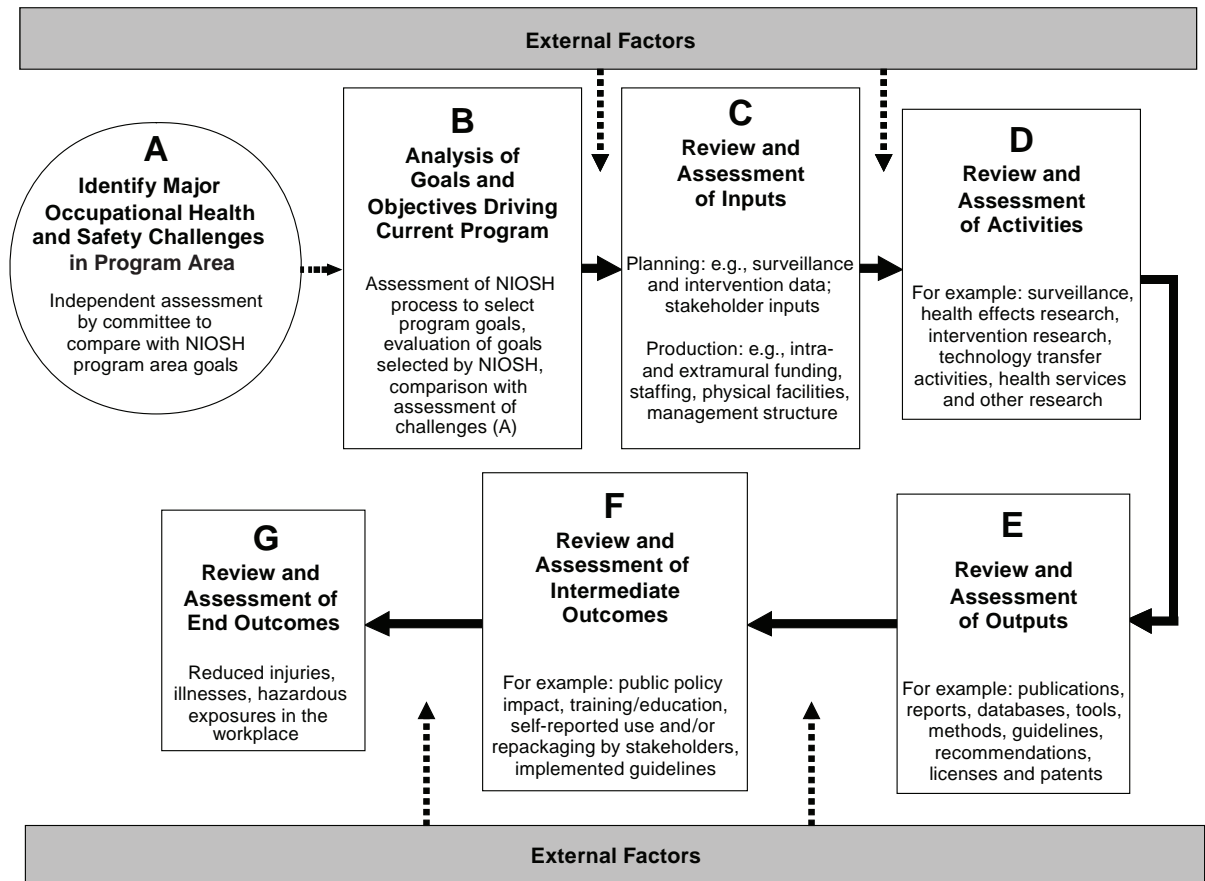 External Factors
A
Identify Major
Occupational Health
and Safety Challenges
in Program Area
Independent assessment
by committee to
compare with NIOSH
program area goals
B
Analysis of
Goals and
Objectives Driving
Current Program
Assessment of NIOSH
process to select
program goals,
evaluation of goals
selected by NIOSH,
comparison with
assessment of
challenges (A)
C
Review and
Assessment
of Inputs
Planning: e.g., surveillance
and intervention data;
stakeholder inputs
Production: e.g., intra-
and extramural funding,
staffing, physical facilities,
management structure
D
Review and
Assessment
of Activities
For example: surveillance,
health effects research,
intervention research,
technology transfer
activities, health services
and other research
E
Review and
Assessment
of Outputs
For example: publications,
reports, databases, tools,
methods, guidelines,
recommendations,
licenses and patents
F
Review and
Assessment of
Intermediate
Outcomes
For example: public policy
impact, training/education,
self-reported use and/or
repackaging by stakeholders,
implemented guidelines
G
Review and
Assessment of
End Outcomes
Reduced injuries,
illnesses, hazardous
exposures in the
workplace
External Factors